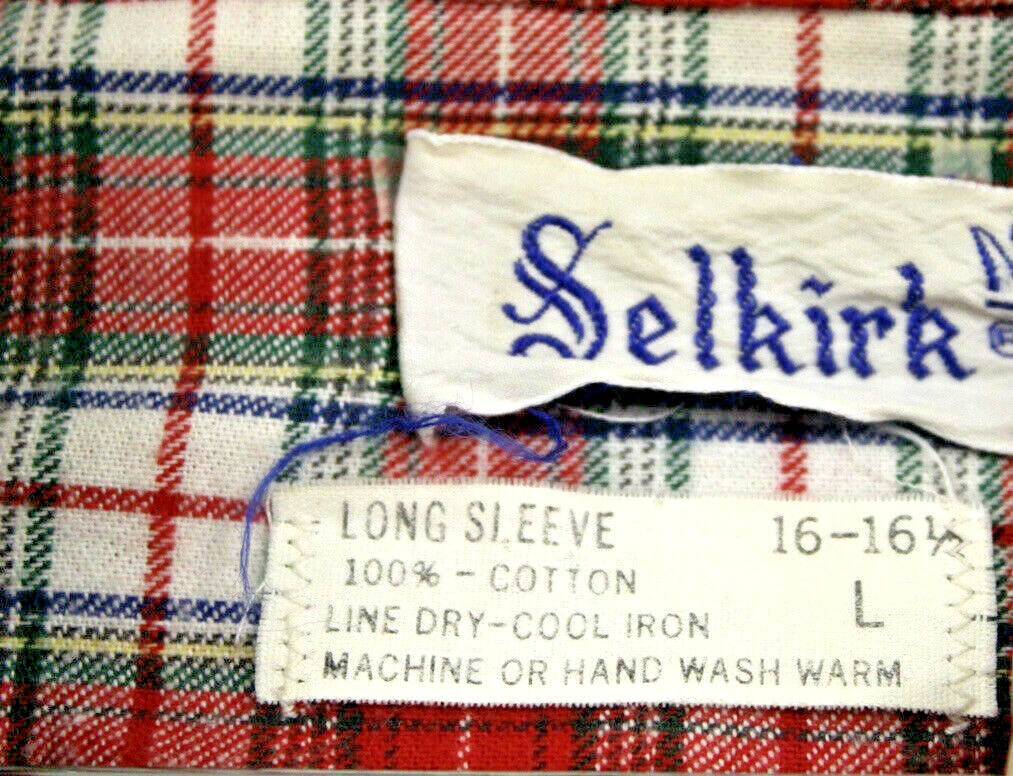 Selkirk
LONG SLEEVE 16-16½
100% - COTTON L
LINE DRY-COOL IRON
MACHINE OR HAND WASH WARM